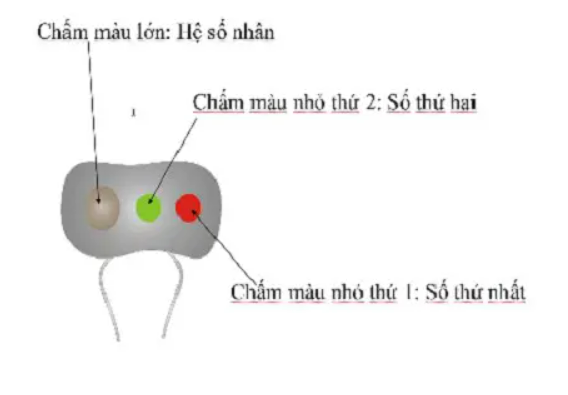 Chấm màu lớn: Hệ số nhân
Chấm màu nhỏ thứ 2: Số thứ hai
Chấm màu nhỏ thứ 1: Số thứ nhất